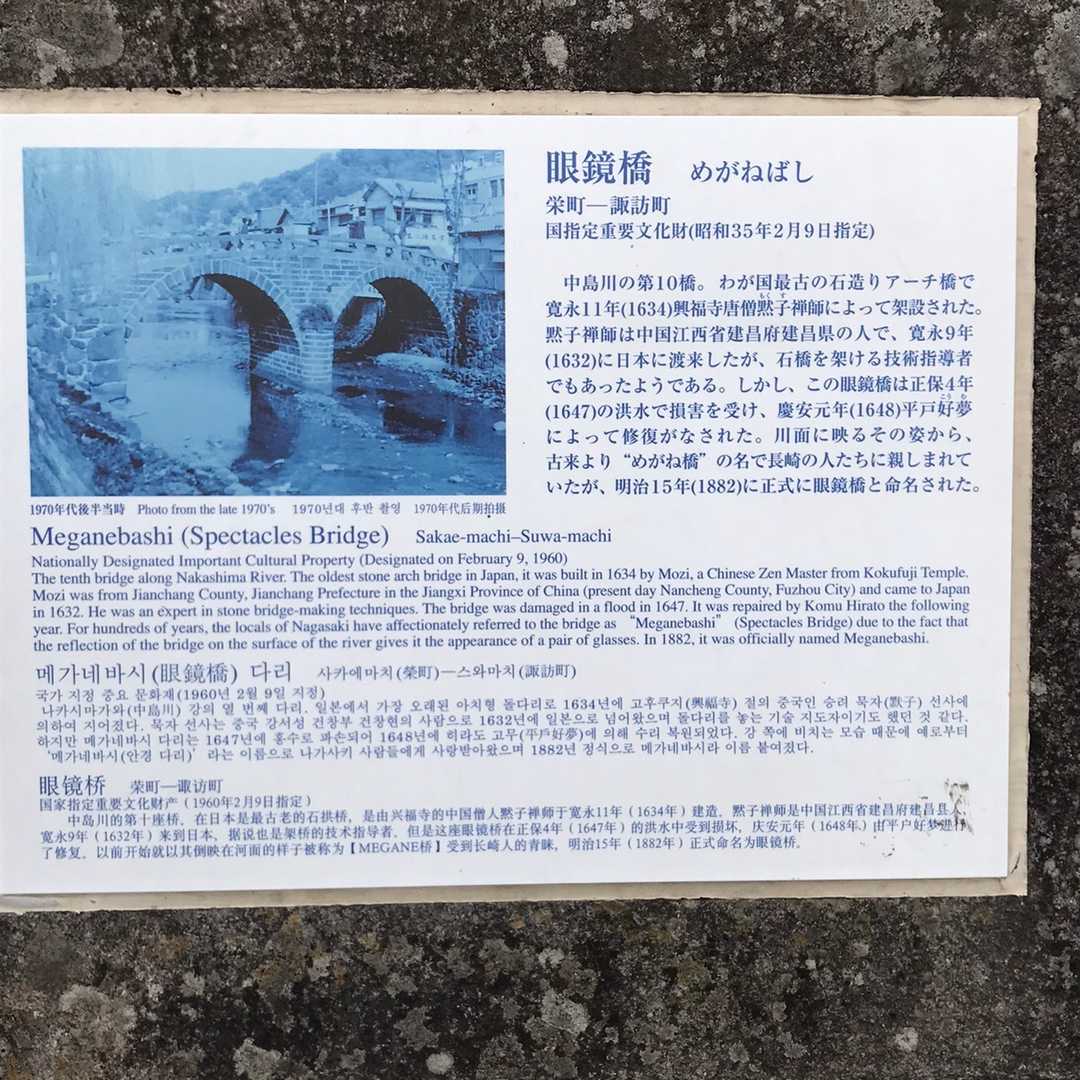 眼鏡橋 めがねばし
栄町―諏訪町
国指定重要文化財(昭和35年2月9日指定)
中島川の第10橋。わが国最古の石造りアーチ橋で
もくす
寛永11年(1634)興福寺唐僧黙子禅師によって架設された。
黙子禅師は中国江西省建昌府建昌県の人で、寛永9年
(1632)に日本に渡来したが、石橋を架ける技術指導者
でもあったようである。しかし、この眼鏡橋は正保4年
こうむ
(1647)の洪水で損害を受け、慶安元年(1648)平戸好夢
によって修復がなされた。川面に映るその姿から、
古来より“めがね橋”の名で長崎の人たちに親しまれて
いたが、明治15年(1882)に正式に眼鏡橋と命名された。
1970年代後半当時 Photo from the late 1970's 1970년대 후반 촬영 1970年代后期拍摄
Meganebashi (Spectacles Bridge) Sakae-machi–Suwa-machi
Nationally Designated Important Cultural Property (Designated on February 9, 1960)
The tenth bridge along Nakashima River. The oldest stone arch bridge in Japan, it was built in 1634 by Mozi, a Chinese Zen Master from Kokufuji Temple.
Mozi was from Jianchang County, Jianchang Prefecture in the Jiangxi Province of China (present day Nancheng County, Fuzhou City) and came to Japan
in 1632. He was an expert in stone bridge-making techniques. The bridge was damaged in a flood in 1647. It was repaired by Komu Hirato the following
year. For hundreds of years, the locals of Nagasaki have affectionately referred to the bridge as “Meganebashi” (Spectacles Bridge) due to the fact that
the reflection of the bridge on the surface of the river gives it the appearance of a pair of glasses. In 1882, it was officially named Meganebashi.
메가네바시(眼鏡橋) 다리 사카에마치(榮町)―스와마치(諏訪町)
국가 지정 중요 문화재(1960년 2월 9일 지정)
나카시마가와(中島川) 강의 열 번째 다리. 일본에서 가장 오래된 아치형 돌다리로 1634년에 고후쿠지(興福寺) 절의 중국인 승려 묵자(默子) 선사에
의하여 지어졌다. 묵자 선사는 중국 강서성 건창부 건창현의 사람으로 1632년에 일본으로 넘어왔으며 돌다리를 놓는 기술 지도자이기도 했던 것 같다.
하지만 메가네바시 다리는 1647년에 홍수로 파손되어 1648년에 히라도 고무(平戶好夢)에 의해 수리 복원되었다. 강 쪽에 비치는 모습 때문에 예로부터
‘메가네바시(안경 다리)’라는 이름으로 나가사키 사람들에게 사랑받아왔으며 1882년 정식으로 메가네바시라 이름 붙여졌다.
眼镜桥 荣町―諏访町
国家指定重要文化财产（1960年2月9日指定）
中岛川的第十座桥。在日本是最古老的石拱桥，是由兴福寺的中国僧人黙子禅师于宽永11年（1634年）建造。黙子禅师是中国江西省建昌府建昌县人
宽永9年（1632年）来到日本，据说也是架桥的技术指导者。但是这座眼镜桥在正保4年（1647年）的洪水中受到损坏，庆安元年（1648年）由平户好梦进行
了修复。以前开始就以其倒映在河面的样子被称为【MEGANE桥】受到长崎人的青睐，明治15年（1882年）正式命名为眼镜桥。